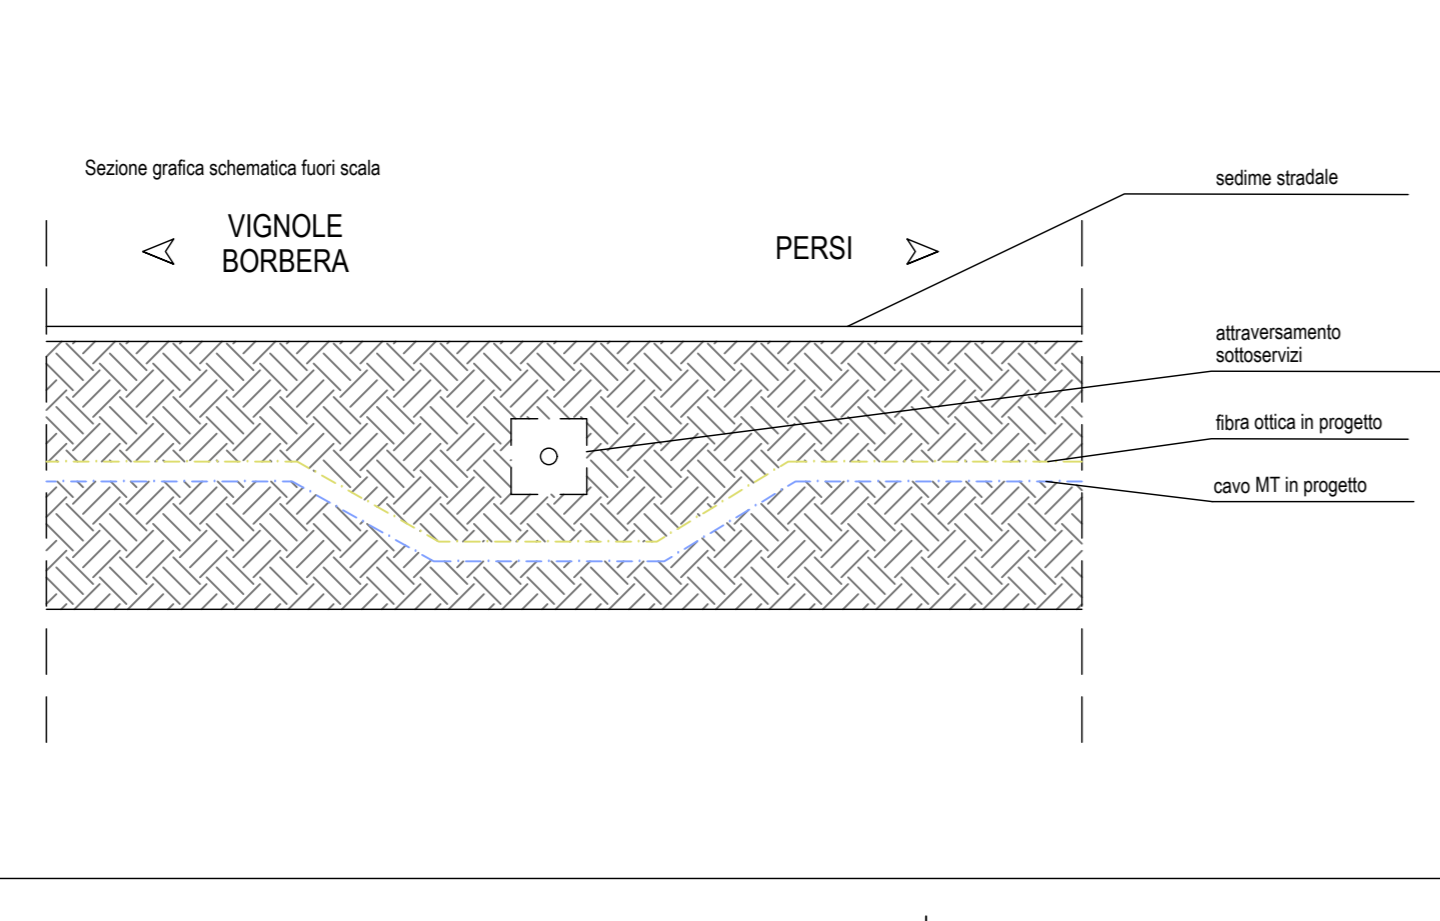 Sezione grafica schematica fuori scala
sedime stradale
VIGNOLE
BORBERA
PERSI
attraversamento
sottoservizi
fibra ottica in progetto
cavo MT in progetto